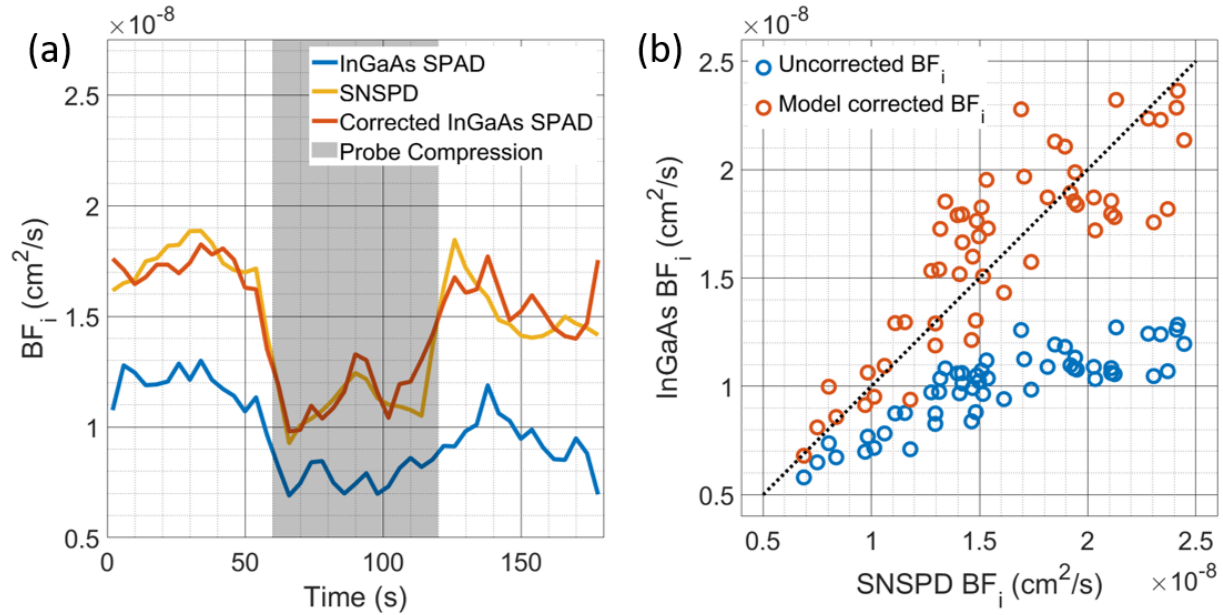 (a)
×10⁻⁸
InGaAs SPAD
SNSPD
Corrected InGaAs SPAD
Probe Compression
2.5
2
1.5
1
0.5
BFᵢ (cm²/s)
0
50
100
150
Time (s)
(b)
×10⁻⁸
Uncorrected BFᵢ
Model corrected BFᵢ
2.5
2
1.5
1
0.5
InGaAs BFᵢ (cm²/s)
0.5
1
1.5
2
2.5
SNSPD BFᵢ (cm²/s)
×10⁻⁸